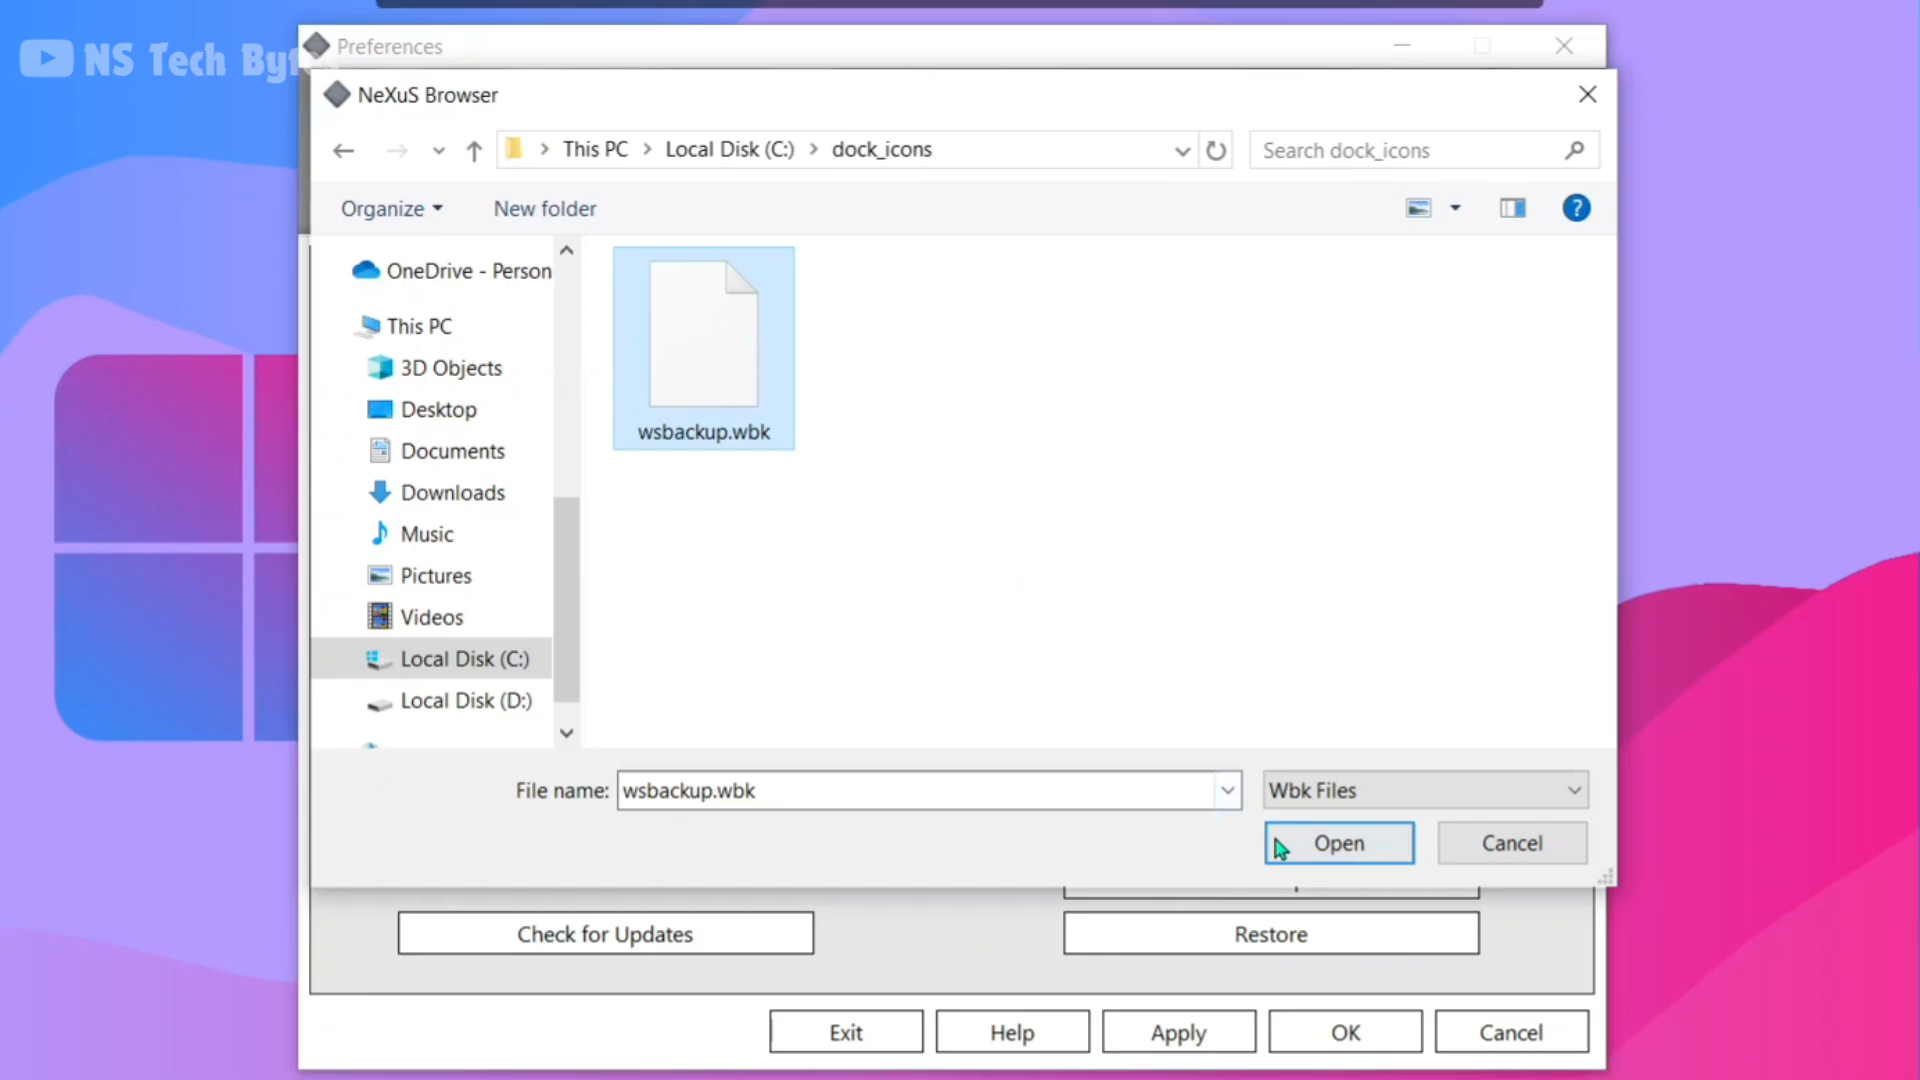 NS Tech By
Preferences
NeXuS Browser
This PC > Local Disk (C:) > dock_icons
Search dock_icons
Organize
New folder
?
OneDrive - Person
This PC
3D Objects
Desktop
Documents
Downloads
Music
Pictures
Videos
Local Disk (C:)
Local Disk (D:)
wsbackup.wbk
File name: wsbackup.wbk
Wbk Files
Open
Cancel
Check for Updates
Restore
Exit
Help
Apply
OK
Cancel